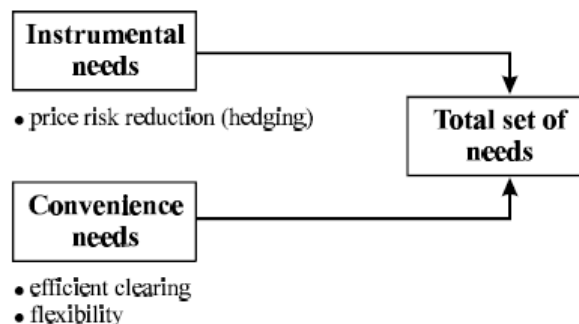 Instrumental
needs
• price risk reduction (hedging)
Total set of
needs
Convenience
needs
• efficient clearing
• flexibility